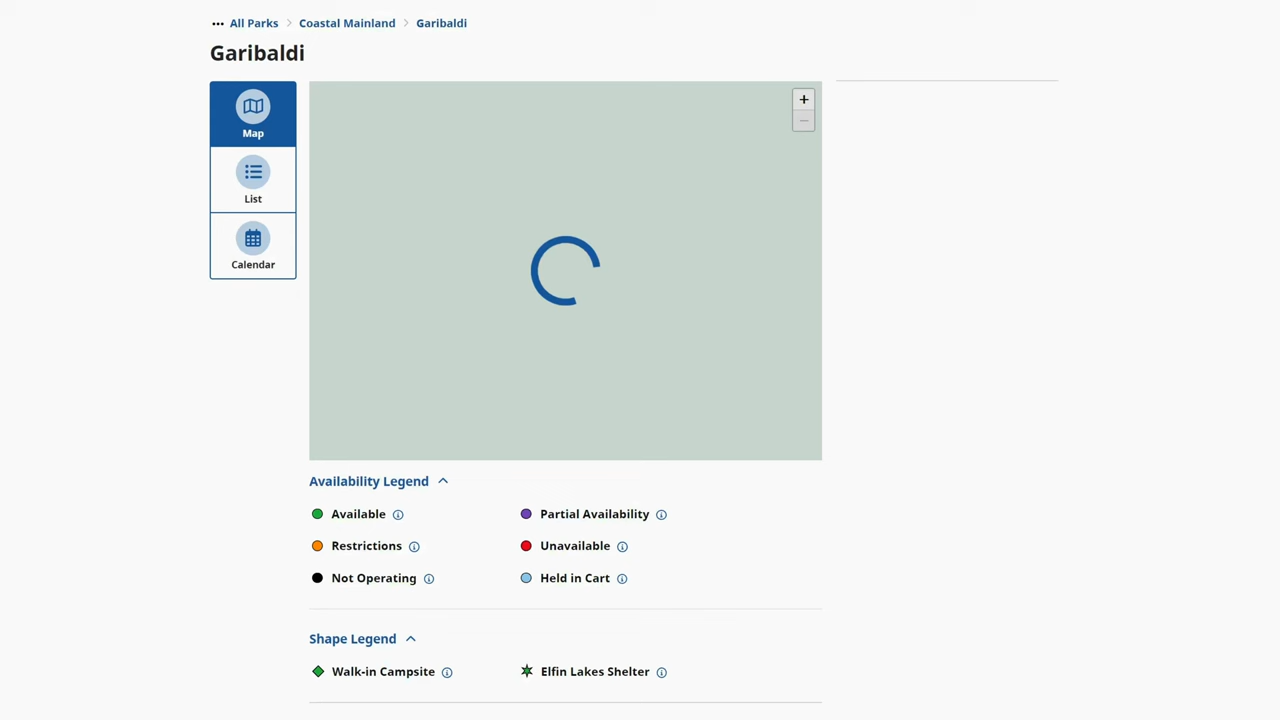 All Parks > Coastal Mainland > Garibaldi
Garibaldi
Map
List
Calendar
+
−
Availability Legend
Available
Partial Availability
Restrictions
Unavailable
Not Operating
Held in Cart
Shape Legend
Walk-in Campsite
Elfin Lakes Shelter